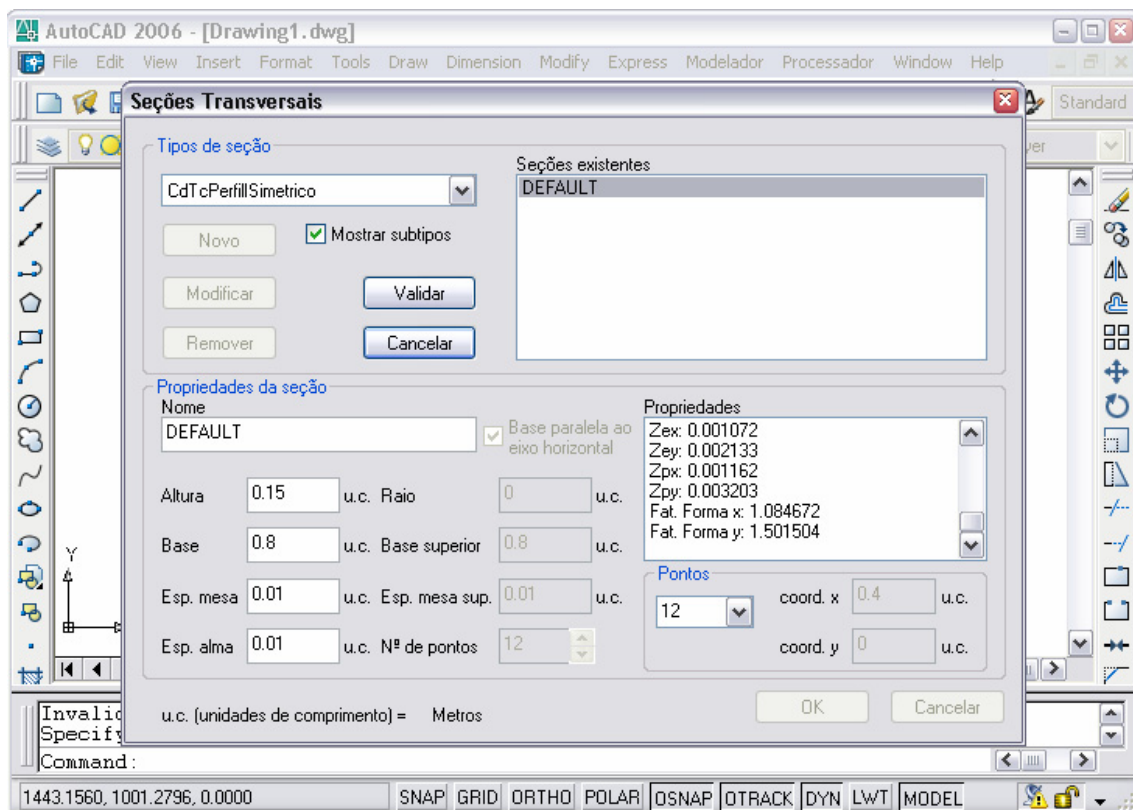 AutoCAD 2006 - [Drawing1.dwg]
File Edit View Insert Format Tools Draw Dimension Modify Express Modelador Processador Window Help
Standard
Seções Transversais
Tipos de seção
CdTcPerfillSimetrico
Novo
Mostrar subtipos
Modificar
Validar
Remover
Cancelar
Seções existentes
DEFAULT
Propriedades da seção
Nome
DEFAULT
Base paralela ao
eixo horizontal
Altura 0.15 u.c. Raio 0 u.c.
Base 0.8 u.c. Base superior 0.8 u.c.
Esp. mesa 0.01 u.c. Esp. mesa sup. 0.01 u.c.
Esp. alma 0.01 u.c. Nº de pontos 12
Propriedades
Zex: 0.001072
Zey: 0.002133
Zpx: 0.001162
Zpy: 0.003203
Fat. Forma x: 1.084672
Fat. Forma y: 1.501504
Pontos
12
coord. x 0.4 u.c.
coord. y 0 u.c.
u.c. (unidades de comprimento) = Metros
OK
Cancelar
Y
Command:
1443.1560, 1001.2796, 0.0000 SNAP GRID ORTHO POLAR OSNAP OTRACK DYN LWT MODEL